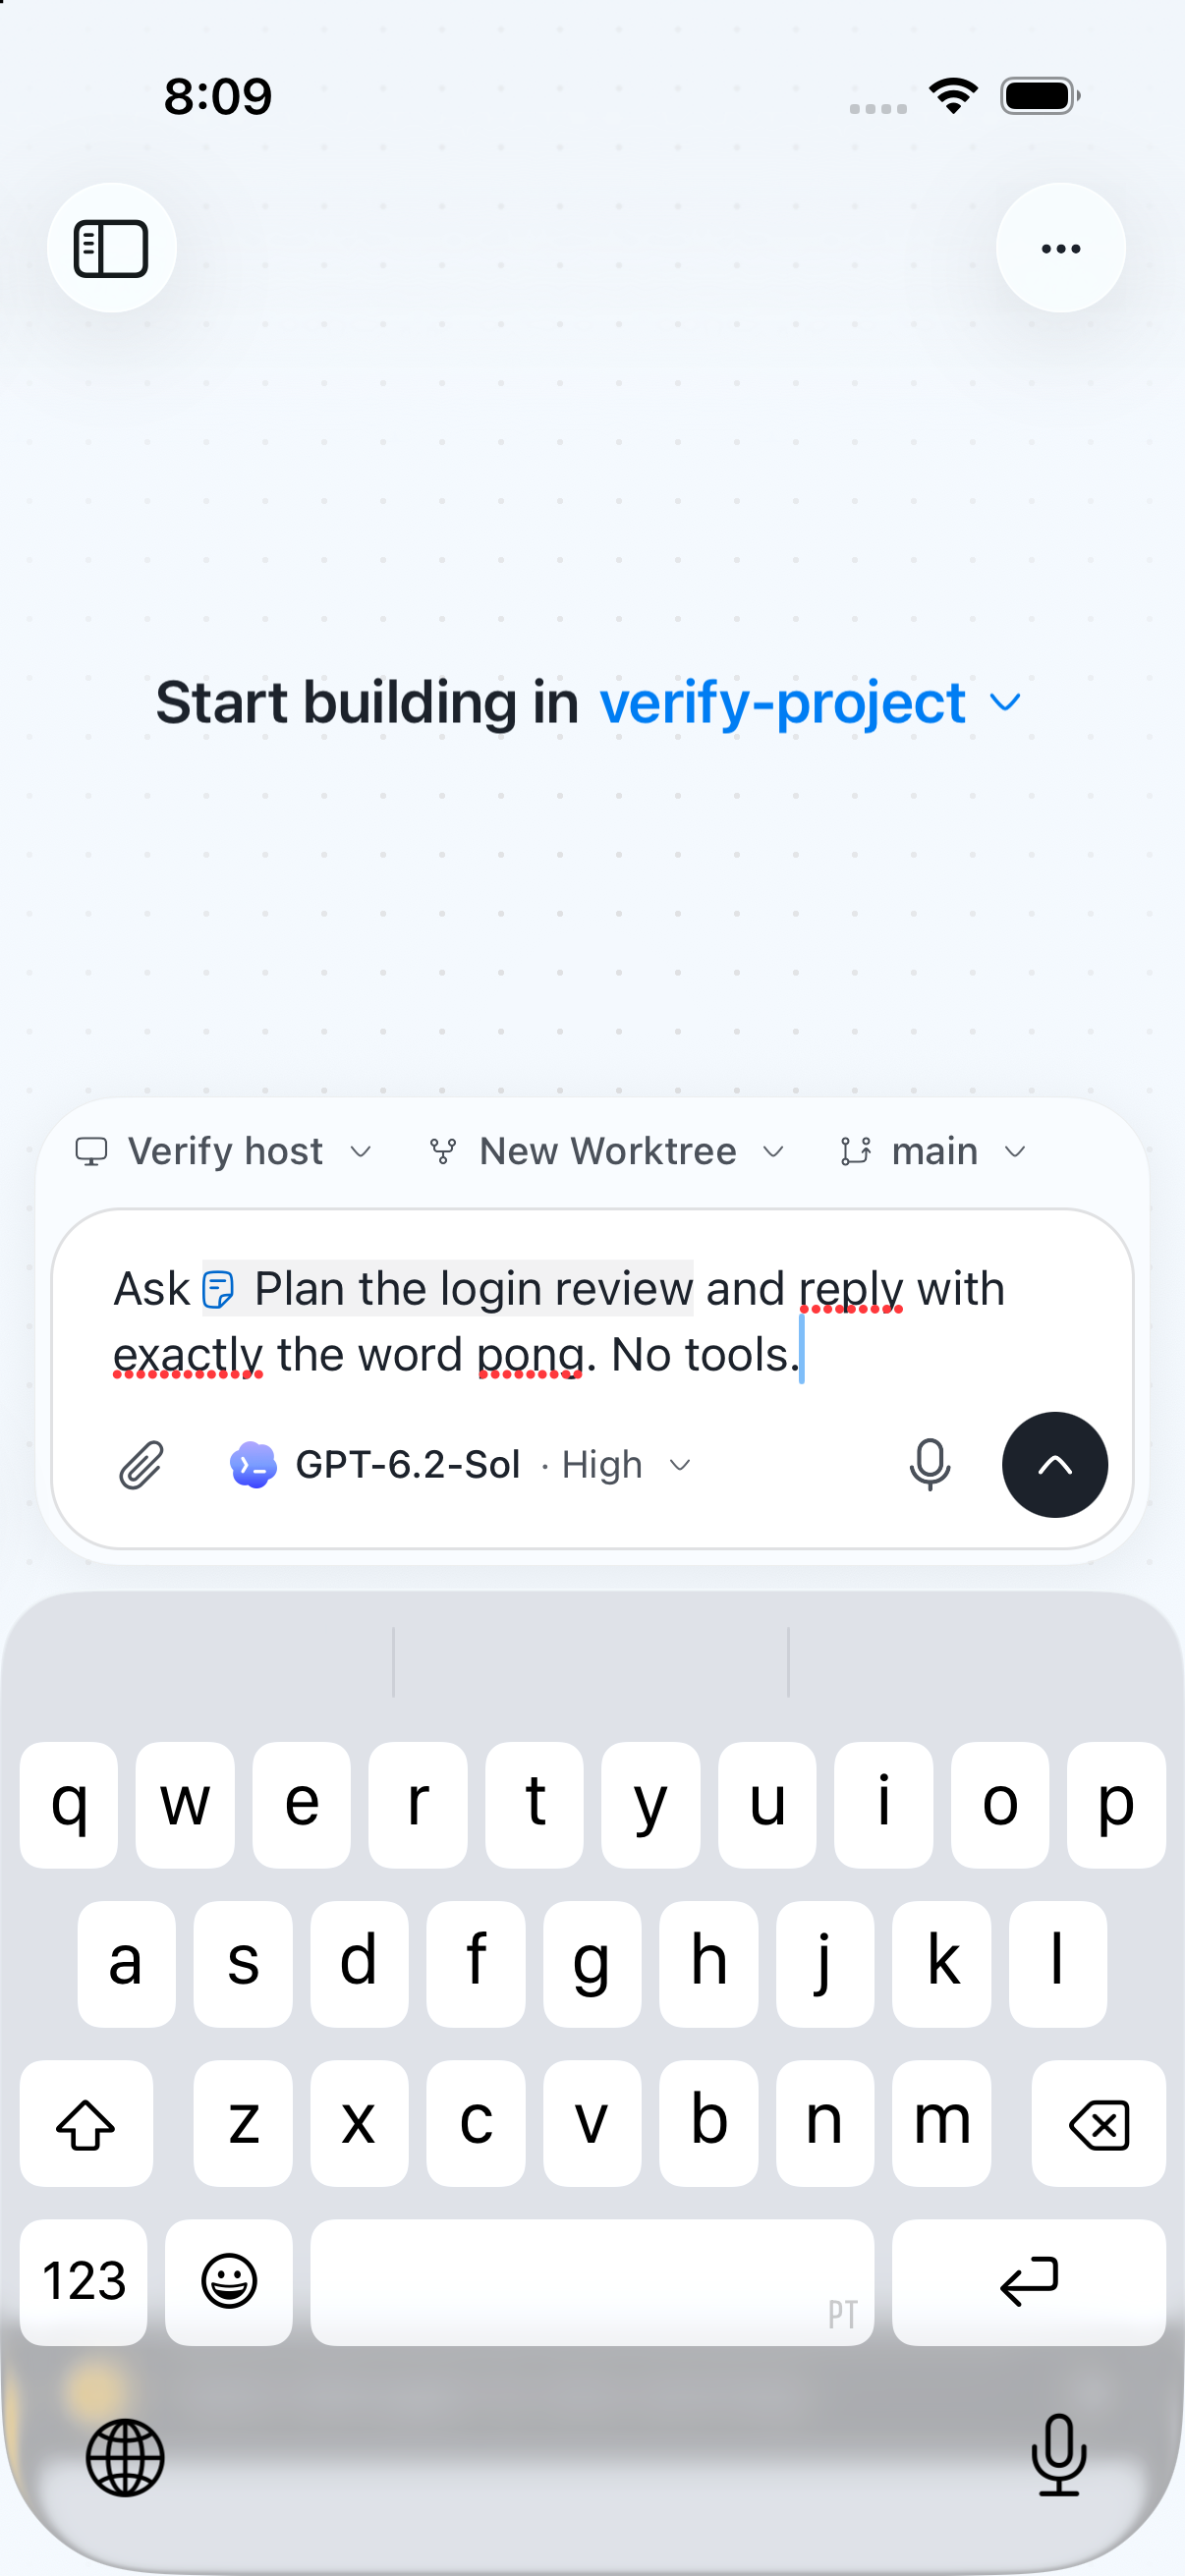 8:09
Start building in verify-project
Verify host New Worktree main
Ask Plan the login review and reply with
exactly the word pong. No tools.
GPT-6.2-Sol · High
q w e r t y u i o p
a s d f g h j k l
z x c v b n m
123
PT